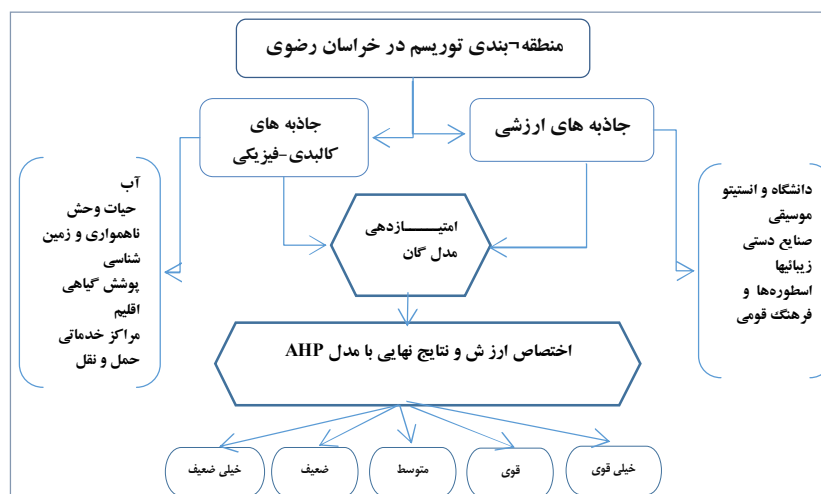 منطقه¬بندی توریسم در خراسان رضوی
جاذبه های ارزشی
جاذبه های
کالبدی-فیزیکی
دانشگاه و انستیتو
موسیقی
صنایع دستی
زیبائیها
اسطوره‌ها و
فرهنگ قومی
آب
حیات وحش
ناهمواری و زمین
شناسی
پوشش گیاهی
اقلیم
مراکز خدماتی
حمل و نقل
امتیـــــــازدهی
مدل گان
اختصاص ارز ش و نتایج نهایی با مدل AHP
خیلی قوی
قوی
متوسط
ضعیف
خیلی ضعیف